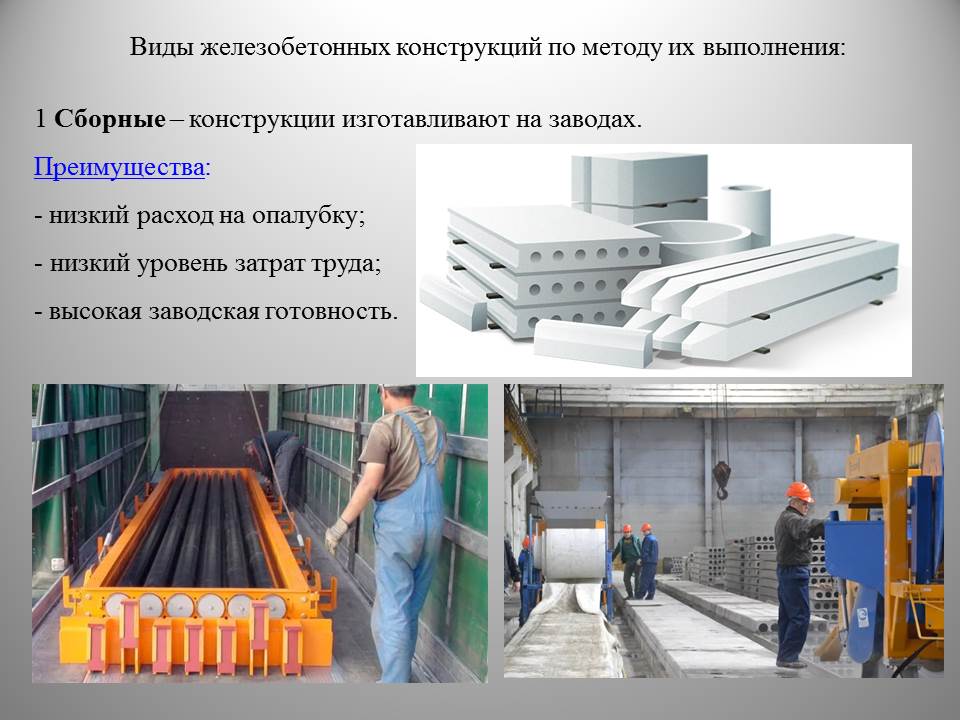 Виды железобетонных конструкций по методу их выполнения:
1 Сборные – конструкции изготавливают на заводах.
Преимущества:
- низкий расход на опалубку;
- низкий уровень затрат труда;
- высокая заводская готовность.